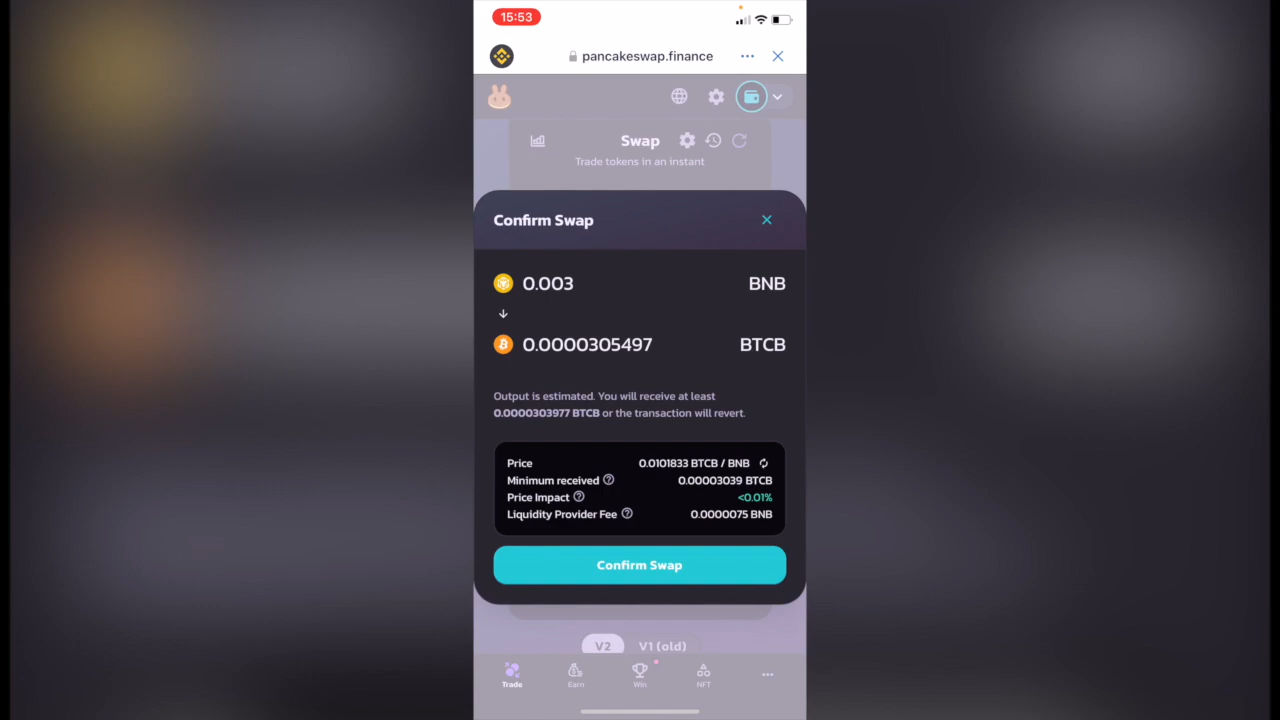 15:53
pancakeswap.finance
Swap
Trade tokens in an instant
Confirm Swap
0.003 BNB
0.0000305497 BTCB
Output is estimated. You will receive at least
0.0000303977 BTCB or the transaction will revert.
Price 0.0101833 BTCB / BNB
Minimum received 0.00003039 BTCB
Price Impact <0.01%
Liquidity Provider Fee 0.0000075 BNB
Confirm Swap
V2 V1 (old)
Trade Earn Win NFT